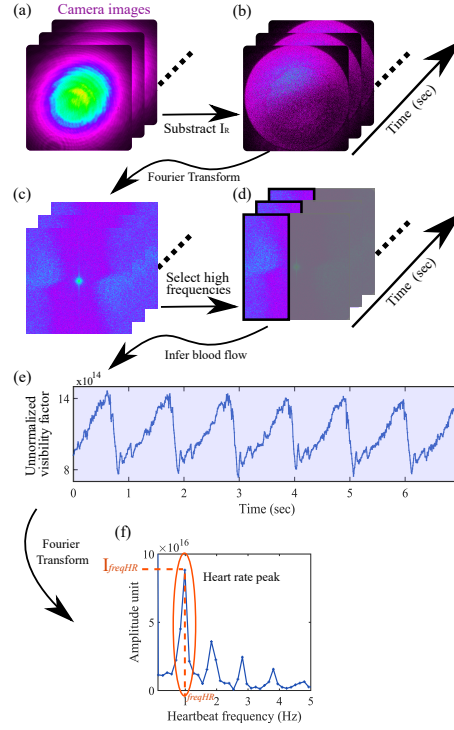 (a) Camera images (b)
Substract I_R
Time (sec)
Fourier Transform
(c) (d)
Select high
frequencies
Time (sec)
Infer blood flow
(e)
x10^14
14
8
Unnormalized
visibility factor
0 1 2 3 4 5 6
Time (sec)
(f)
Fourier
Transform
×10^16
10
I_freqHR
Heart rate peak
Amplitude unit
5
0
1 2 3 4 5
freqHR
Heartbeat frequency (Hz)